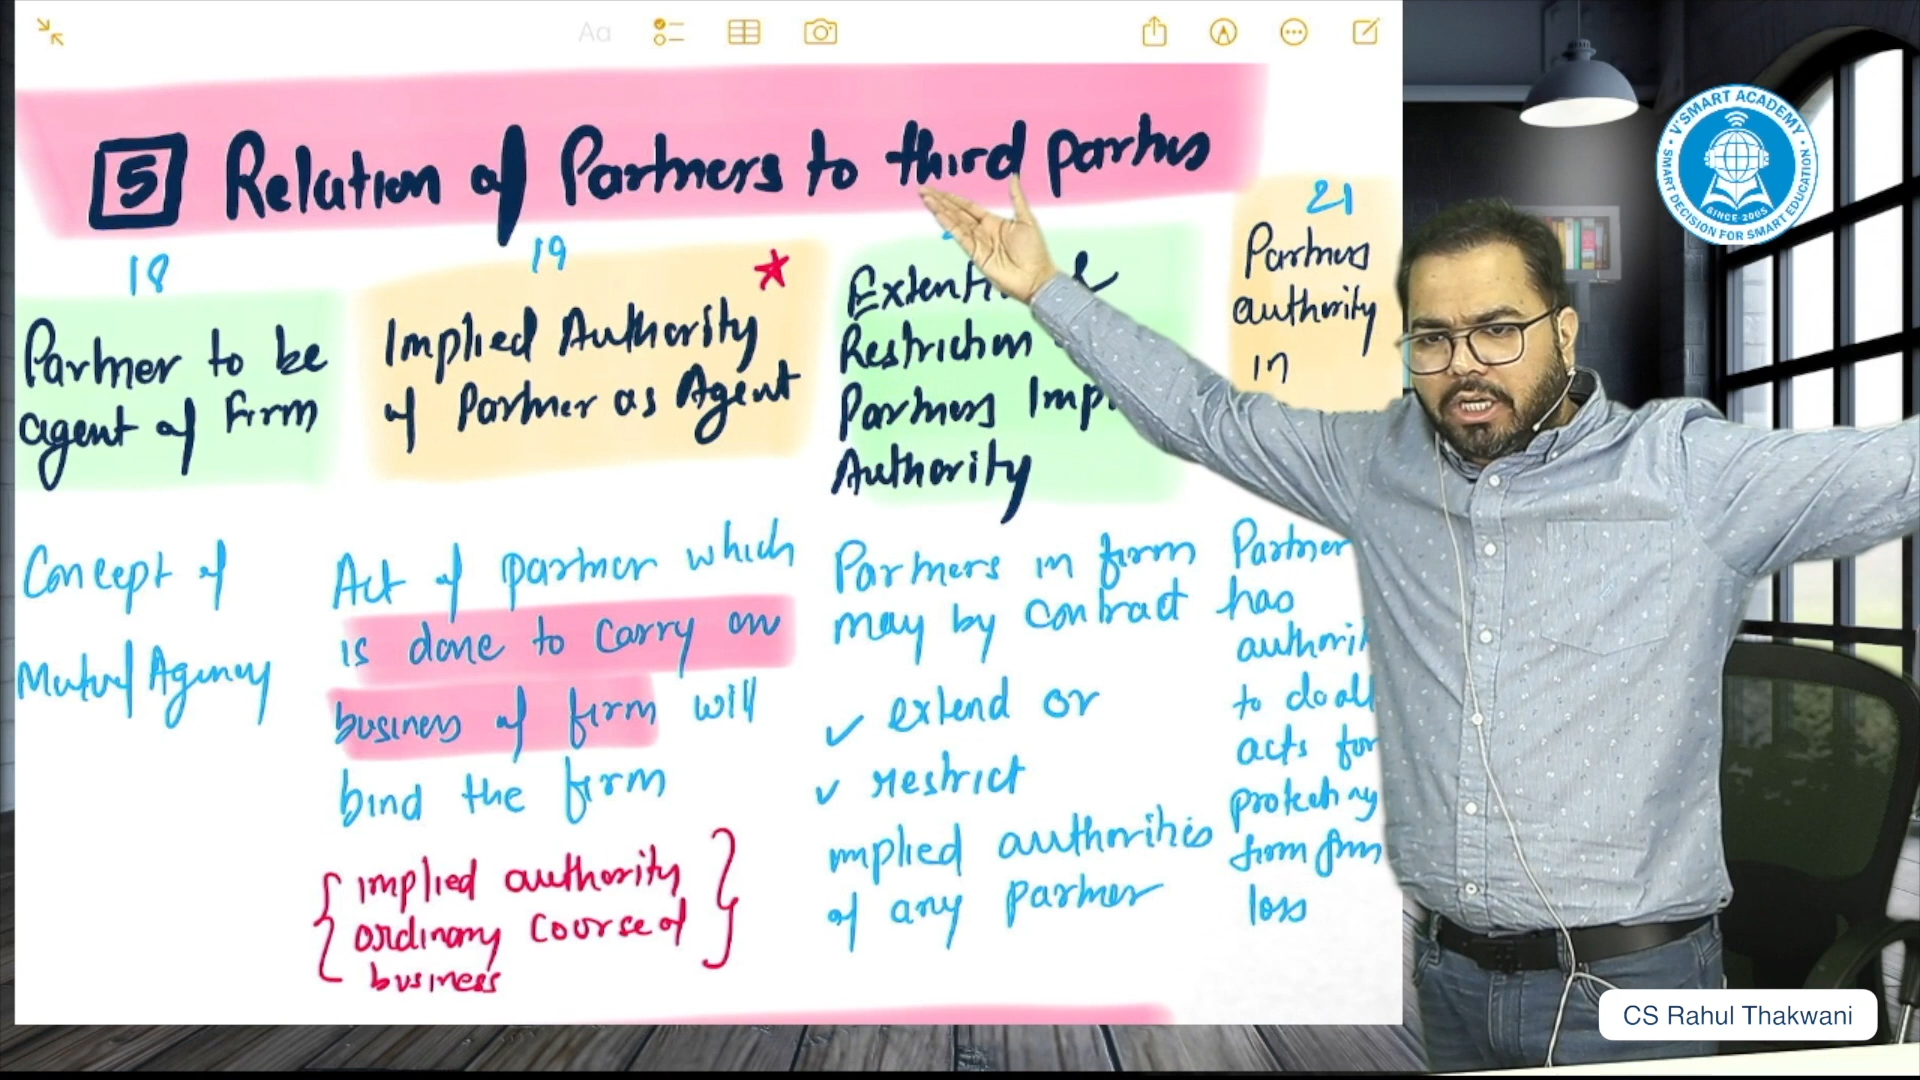 Aa
5 Relation of Partners to third parties
18
Partner to be
agent of Firm
Concept of
Mutual Agency
19
Implied Authority
of Partner as Agent
Act of partner which
is done to carry on
business of firm will
bind the firm
{ implied authority }
ordinary course of
business
Restriction
Partners Imp
Authority
Partners in firm
may by contract
✓ extend or
✓ restrict
implied authorities
of any partner
21
Partners
authority
in
Partner
has
authori
to do all
acts for
protecting
from firm
loss
V'SMART ACADEMY
SMART DECISION FOR SMART EDUCATION
SINCE-2005
CS Rahul Thakwani